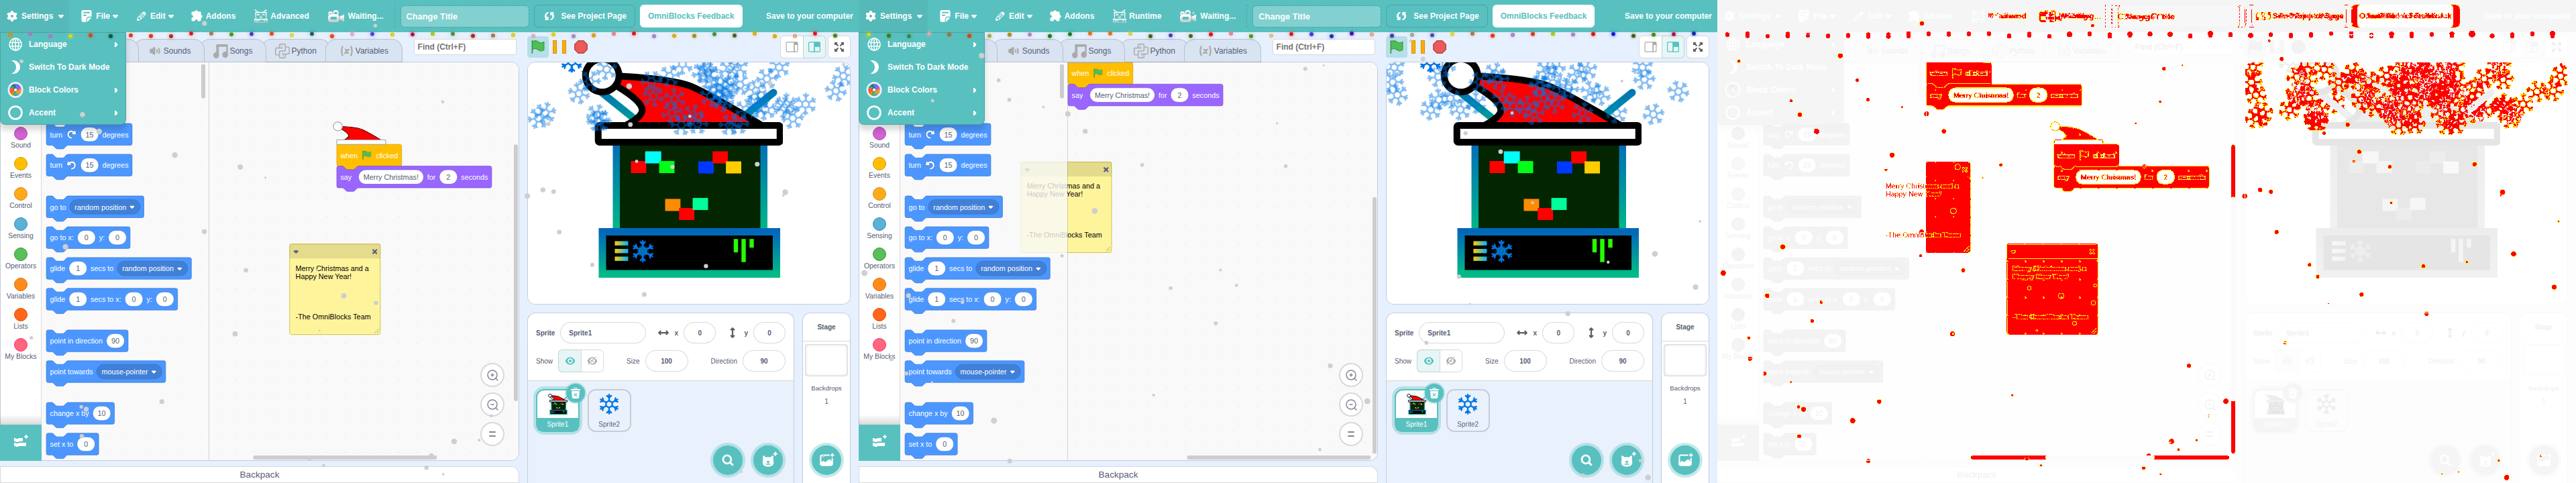 Settings File Edit Addons Advanced Waiting... Change Title See Project Page OmniBlocks Feedback Save to your computer
Language
Switch To Dark Mode
Block Colors
Accent
Sounds Songs Python Variables Find (Ctrl+F)
Sound
Events
Control
Sensing
Operators
Variables
Lists
My Blocks
turn 15 degrees
turn 15 degrees
go to random position
go to x: 0 y: 0
glide 1 secs to random position
glide 1 secs to x: 0 y: 0
point in direction 90
point towards mouse-pointer
change x by 10
set x to 0
when clicked
say Merry Christmas! for 2 seconds
Merry Christmas and a
Happy New Year!
-The OmniBlocks Team
Backpack
Sprite Sprite1 x 0 y 0
Show Size 100 Direction 90
Sprite1 Sprite2
Stage
Backdrops
1
Settings File Edit Addons Runtime Waiting... Change Title See Project Page OmniBlocks Feedback Save to your computer
Language
Switch To Dark Mode
Block Colors
Accent
Sounds Songs Python Variables Find (Ctrl+F)
Sound
Events
Control
Sensing
Operators
Variables
Lists
My Blocks
turn 15 degrees
turn 15 degrees
go to random position
go to x: 0 y: 0
glide 1 secs to random position
glide 1 secs to x: 0 y: 0
point in direction 90
point towards mouse-pointer
change x by 10
set x to 0
when clicked
say Merry Christmas! for 2 seconds
Merry Christmas and a
Happy New Year!
-The OmniBlocks Team
Backpack
Sprite Sprite1 x 0 y 0
Show Size 100 Direction 90
Sprite1 Sprite2
Stage
Backdrops
1
Merry Christmas! 2
Merry Christmas! 2
Backpack